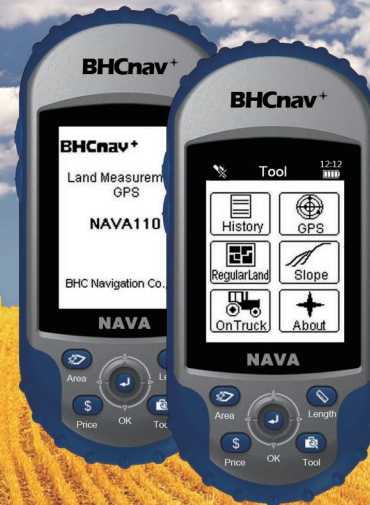 BHCnav+
BHCnav+
Land Measurem
GPS
NAVA110
BHC Navigation Co.,
NAVA
Area
Price
OK
BHCnav+
Tool
12:12
History
GPS
RegularLand
Slope
OnTruck
About
NAVA
Area
Length
Price
OK
Tool